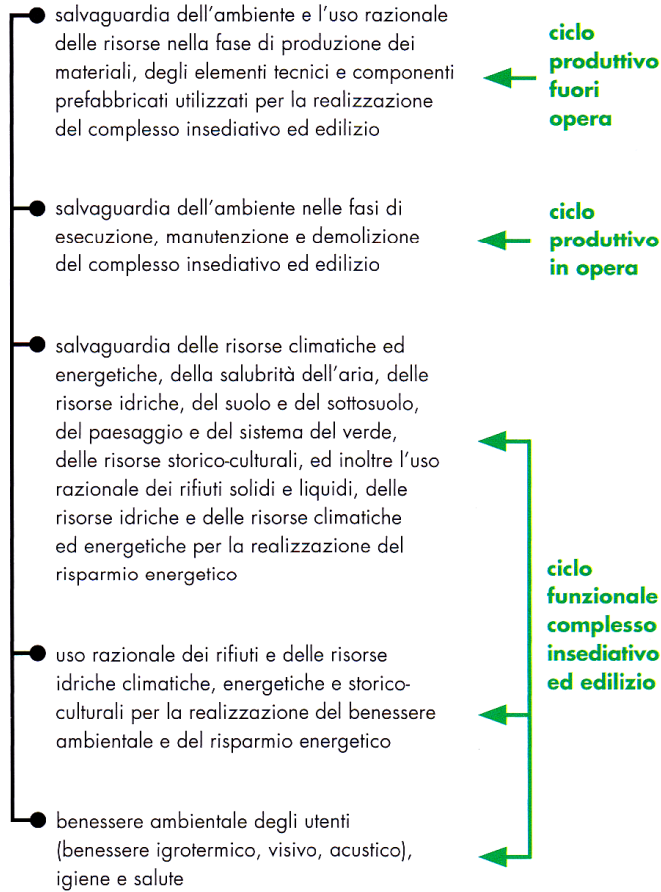 salvaguardia dell'ambiente e l'uso razionale
delle risorse nella fase di produzione dei
materiali, degli elementi tecnici e componenti
prefabbricati utilizzati per la realizzazione
del complesso insediativo ed edilizio
ciclo
produttivo
fuori
opera
salvaguardia dell'ambiente nelle fasi di
esecuzione, manutenzione e demolizione
del complesso insediativo ed edilizio
ciclo
produttivo
in opera
salvaguardia delle risorse climatiche ed
energetiche, della salubrità dell'aria, delle
risorse idriche, del suolo e del sottosuolo,
del paesaggio e del sistema del verde,
delle risorse storico-culturali, ed inoltre l'uso
razionale dei rifiuti solidi e liquidi, delle
risorse idriche e delle risorse climatiche
ed energetiche per la realizzazione del
risparmio energetico
uso razionale dei rifiuti e delle risorse
idriche climatiche, energetiche e storico-
culturali per la realizzazione del benessere
ambientale e del risparmio energetico
benessere ambientale degli utenti
(benessere igrotermico, visivo, acustico),
igiene e salute
ciclo
funzionale
complesso
insediativo
ed edilizio